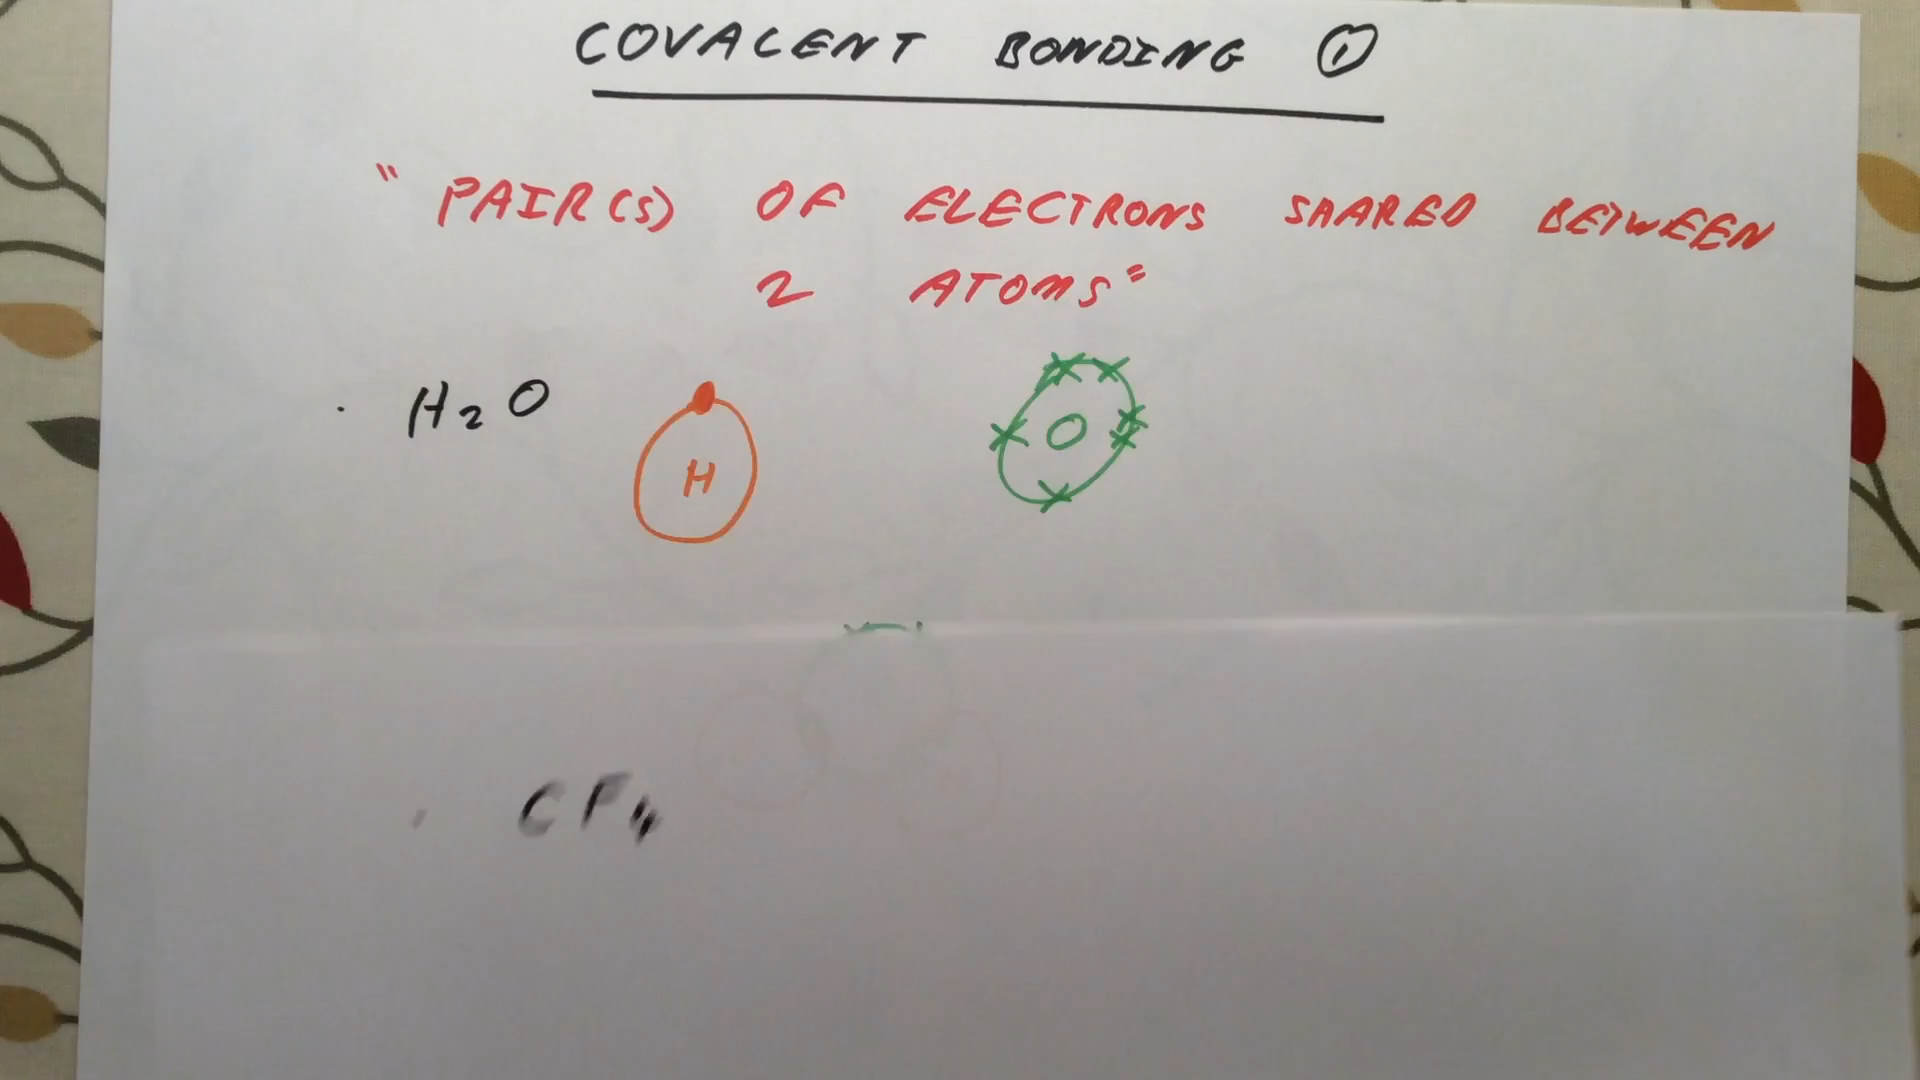 COVALENT BONDING ①
"PAIR(S) OF ELECTRONS SHARED BETWEEN
2 ATOMS"
· H₂O H O
· CF₄